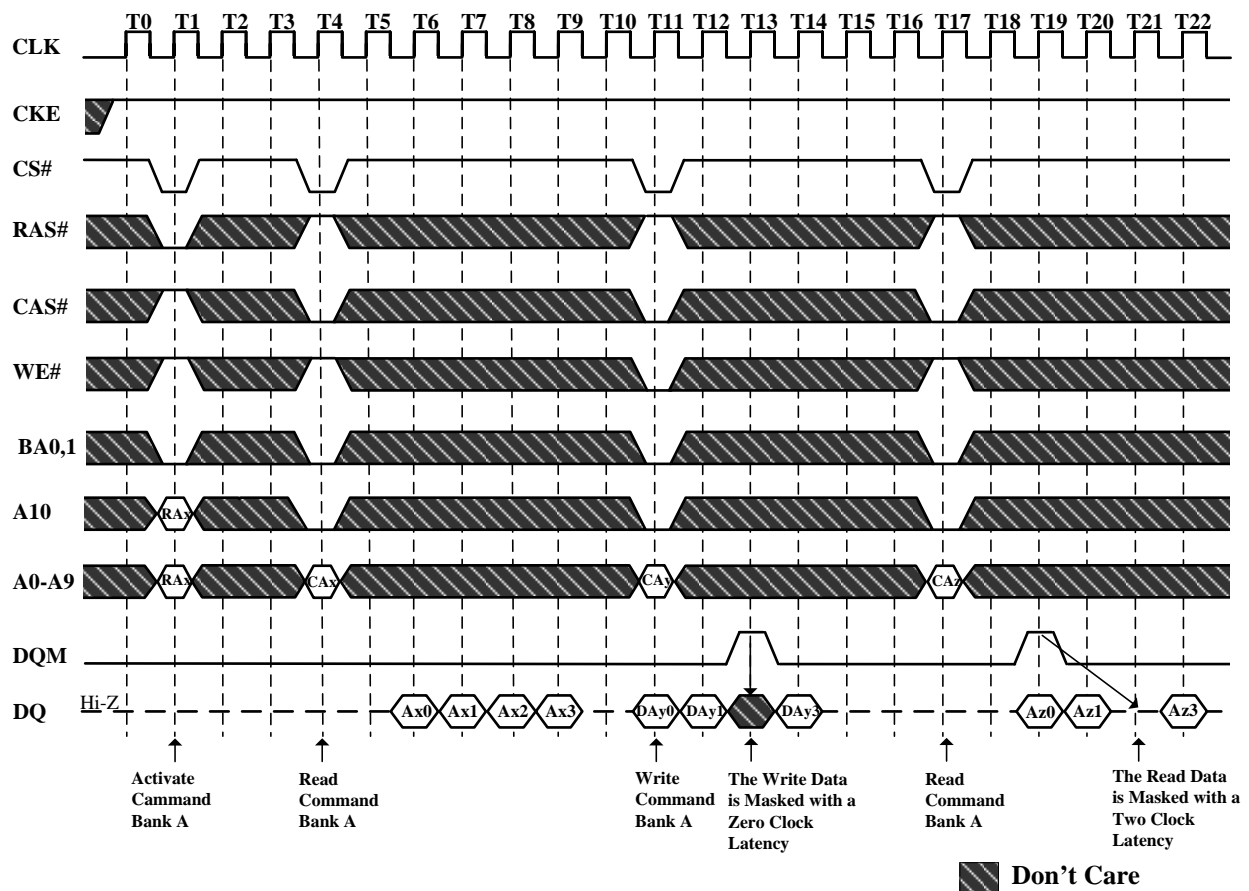 T0 T1 T2 T3 T4 T5 T6 T7 T8 T9 T10 T11 T12 T13 T14 T15 T16 T17 T18 T19 T20 T21 T22
CLK
CKE
CS#
RAS#
CAS#
WE#
BA0,1
A10 RAx
A0-A9 RAx CAx CAy CAz
DQM
DQ Hi-Z Ax0 Ax1 Ax2 Ax3 DAy0 DAy1 DAy3 Az0 Az1 Az3
Activate
Cammand
Bank A
Read
Command
Bank A
Write
Command
Bank A
The Write Data
is Masked with a
Zero Clock
Latency
Read
Command
Bank A
The Read Data
is Masked with a
Two Clock
Latency
Don't Care